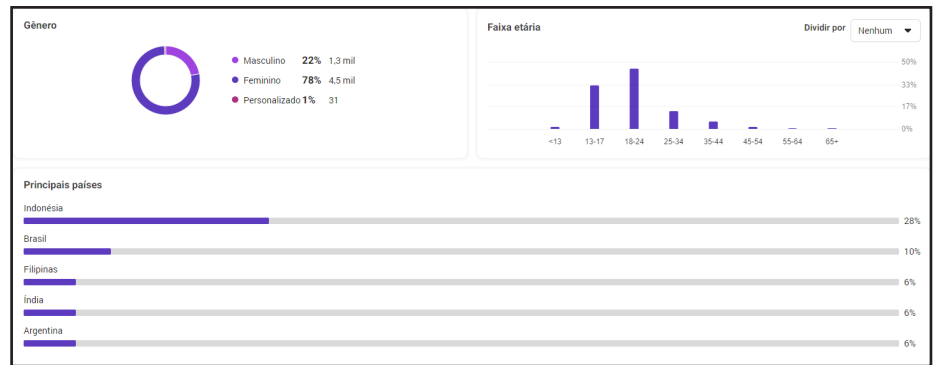 Gênero
Masculino 22% 1,3 mil
Feminino 78% 4,5 mil
Personalizado 1% 31
Faixa etária
Dividir por Nenhum
50%
33%
17%
0%
<13 13-17 18-24 25-34 35-44 45-54 55-64 65+
Principais países
Indonésia
28%
Brasil
10%
Filipinas
6%
Índia
6%
Argentina
6%